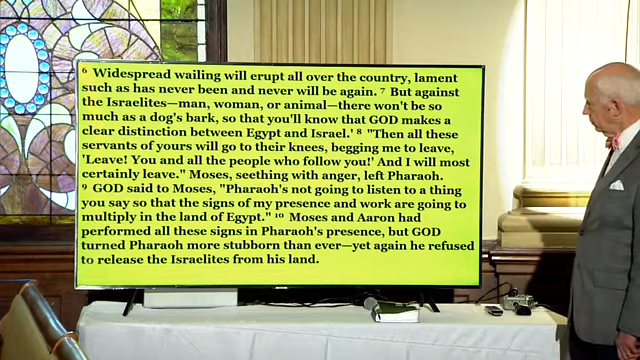 6 Widespread wailing will erupt all over the country, lament
such as has never been and never will be again. 7 But against
the Israelites—man, woman, or animal—there won't be so
much as a dog's bark, so that you'll know that GOD makes a
clear distinction between Egypt and Israel.' 8 "Then all these
servants of yours will go to their knees, begging me to leave,
'Leave! You and all the people who follow you!' And I will most
certainly leave." Moses, seething with anger, left Pharaoh.
9 GOD said to Moses, "Pharaoh's not going to listen to a thing
you say so that the signs of my presence and work are going to
multiply in the land of Egypt." 10 Moses and Aaron had
performed all these signs in Pharaoh's presence, but GOD
turned Pharaoh more stubborn than ever—yet again he refused
to release the Israelites from his land.